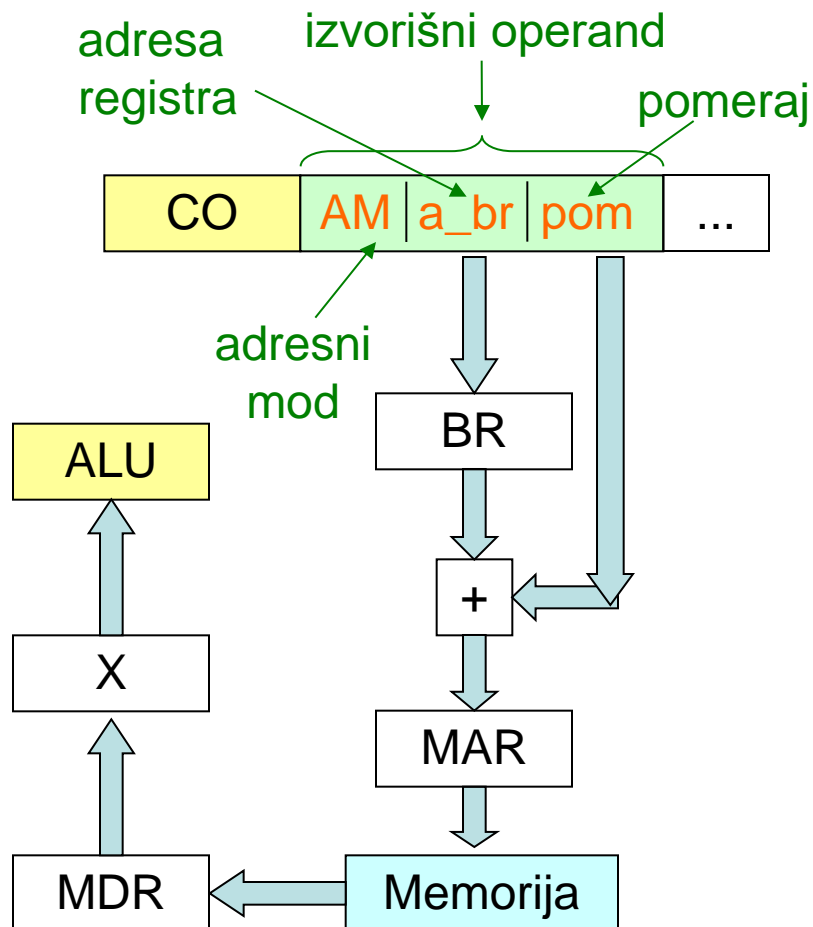 adresa
registra
izvorišni operand
pomeraj
CO AM a_br pom ...
adresni
mod
BR
ALU
+
X
MAR
MDR
Memorija